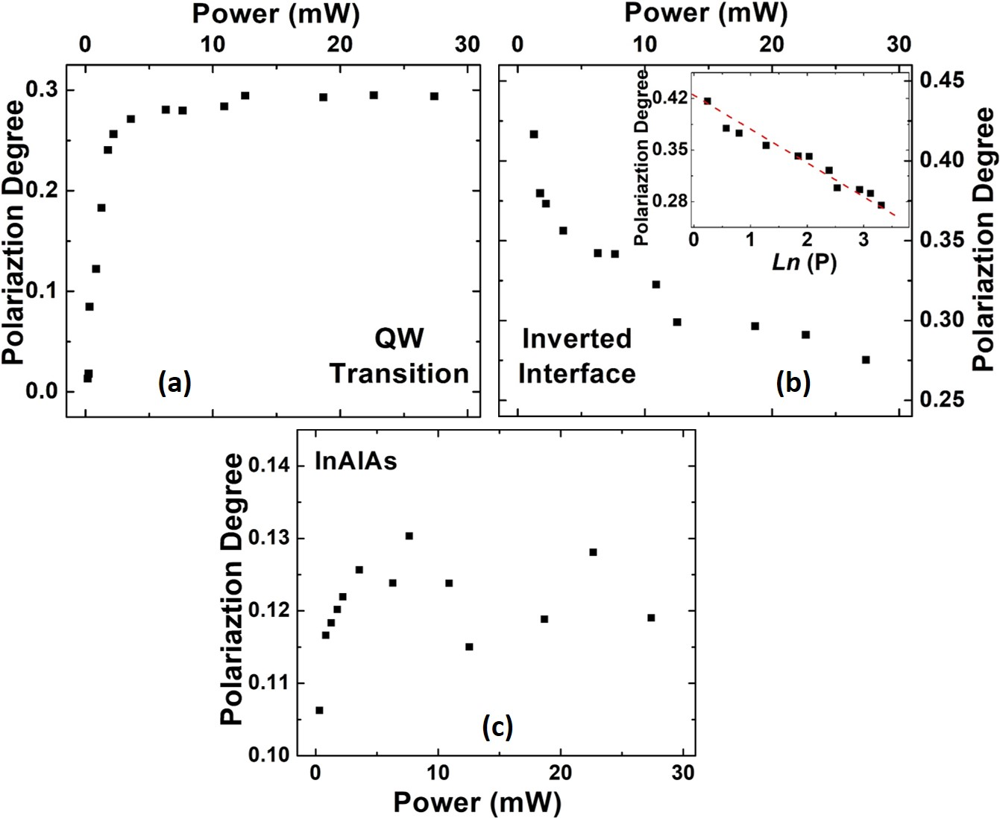 Power (mW)
0 10 20 30
0.3
0.2
0.1
0.0
Polariaztion Degree
QW
Transition
(a)
Power (mW)
0 10 20 30
0.45
0.40
0.35
0.30
0.25
Polariaztion Degree
Inverted
Interface
(b)
Polariaztion Degree
0.42
0.35
0.28
0 1 2 3
Ln (P)
InAlAs
0.14
0.13
0.12
0.11
0.10
Polariaztion Degree
(c)
0 10 20 30
Power (mW)